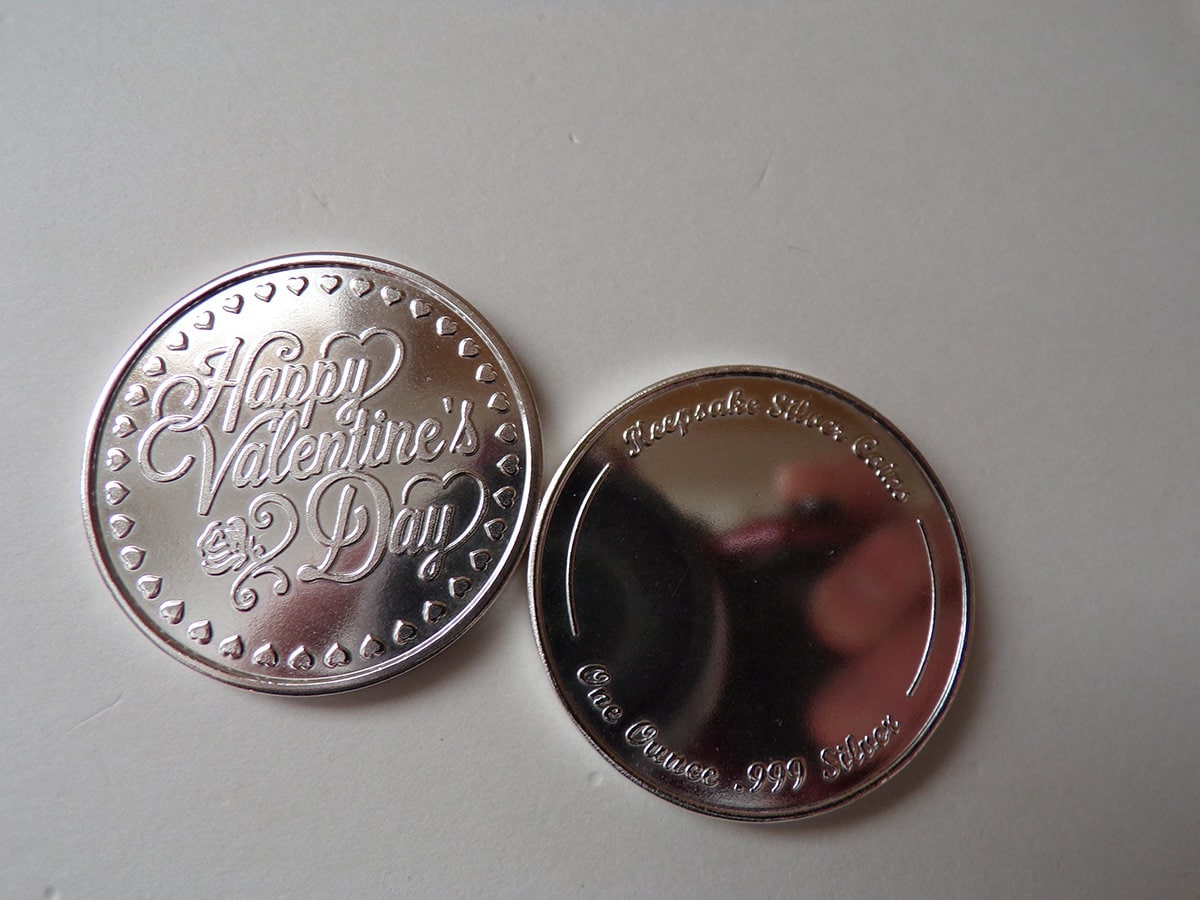 Happy
Valentine's
Day
Keepsake Silver Coins
One Ounce .999 Silver